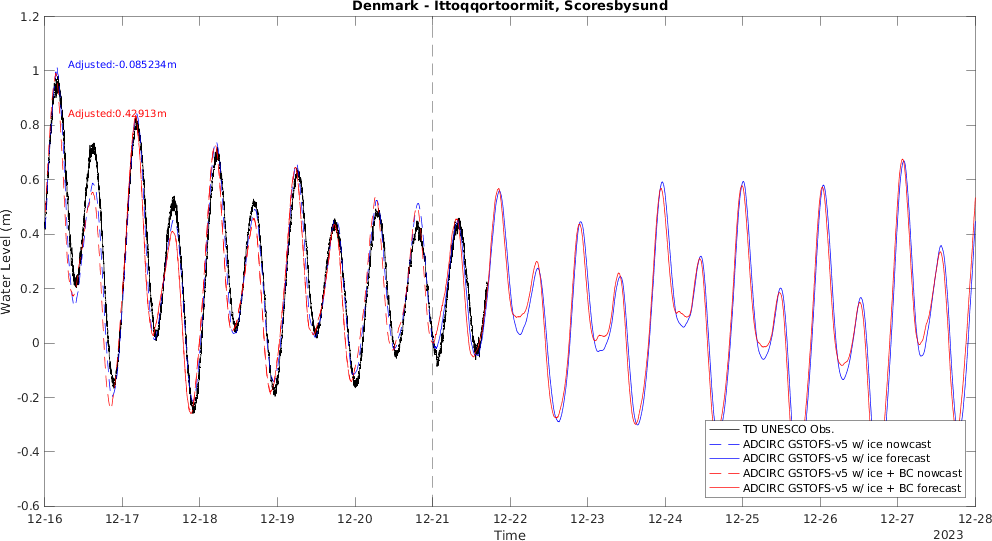 Denmark - Ittoqqortoormiit, Scoresbysund
Adjusted:-0.085234m
Adjusted:0.42913m
Water Level (m)
1.2
1
0.8
0.6
0.4
0.2
0
-0.2
-0.4
-0.6
TD UNESCO Obs.
ADCIRC GSTOFS-v5 w/ ice nowcast
ADCIRC GSTOFS-v5 w/ ice forecast
ADCIRC GSTOFS-v5 w/ ice + BC nowcast
ADCIRC GSTOFS-v5 w/ ice + BC forecast
12-16 12-17 12-18 12-19 12-20 12-21 12-22 12-23 12-24 12-25 12-26 12-27 12-28
Time
2023